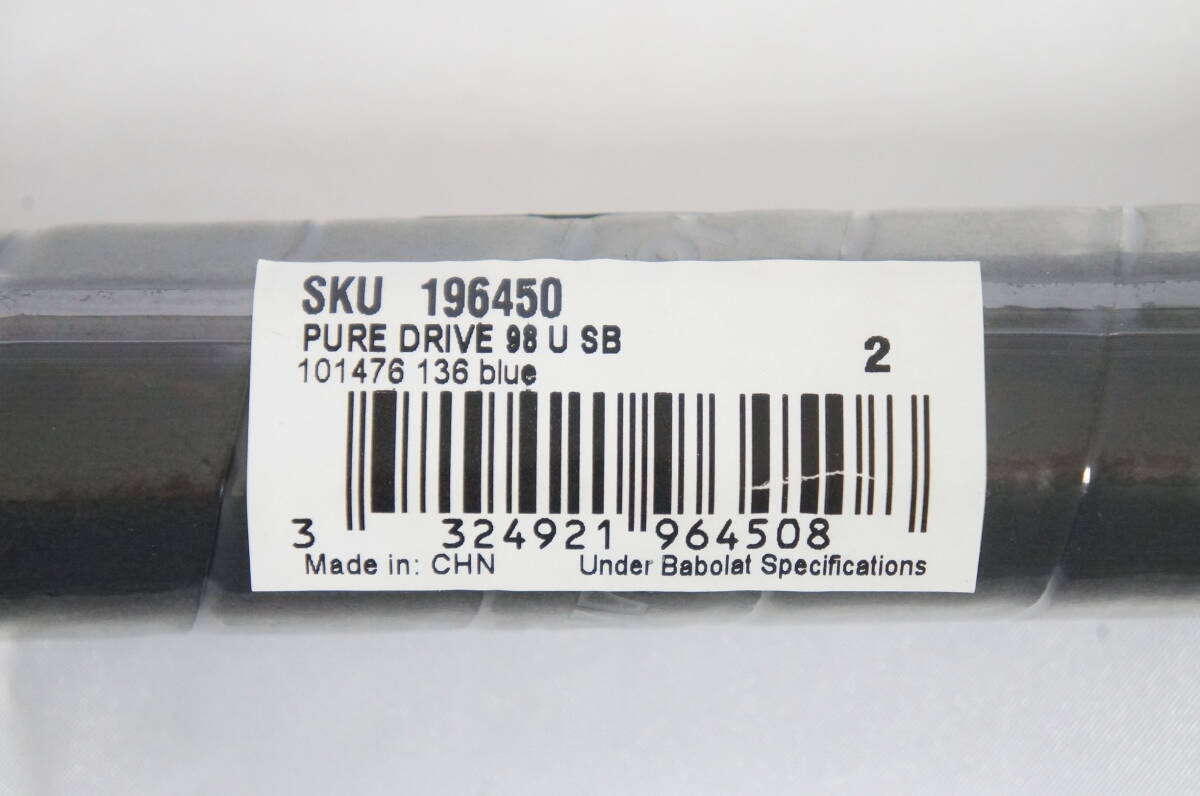 SKU 196450
PURE DRIVE 98 U SB
2
101476 136 blue
3 324921 964508
Made in: CHN Under Babolat Specifications